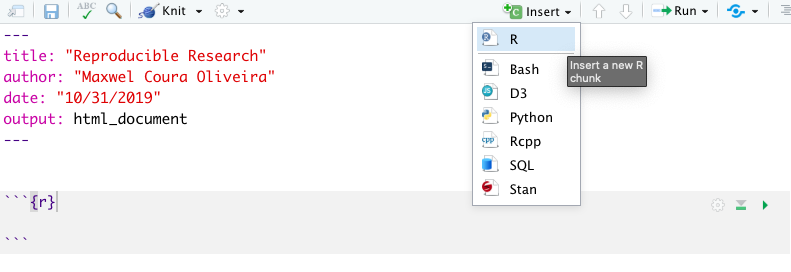 ABC
Knit
Insert
Run
---
title: "Reproducible Research"
author: "Maxwel Coura Oliveira"
date: "10/31/2019"
output: html_document
---
```{r}
```
R
Bash
D3
Python
Rcpp
SQL
Stan
Insert a new R
chunk